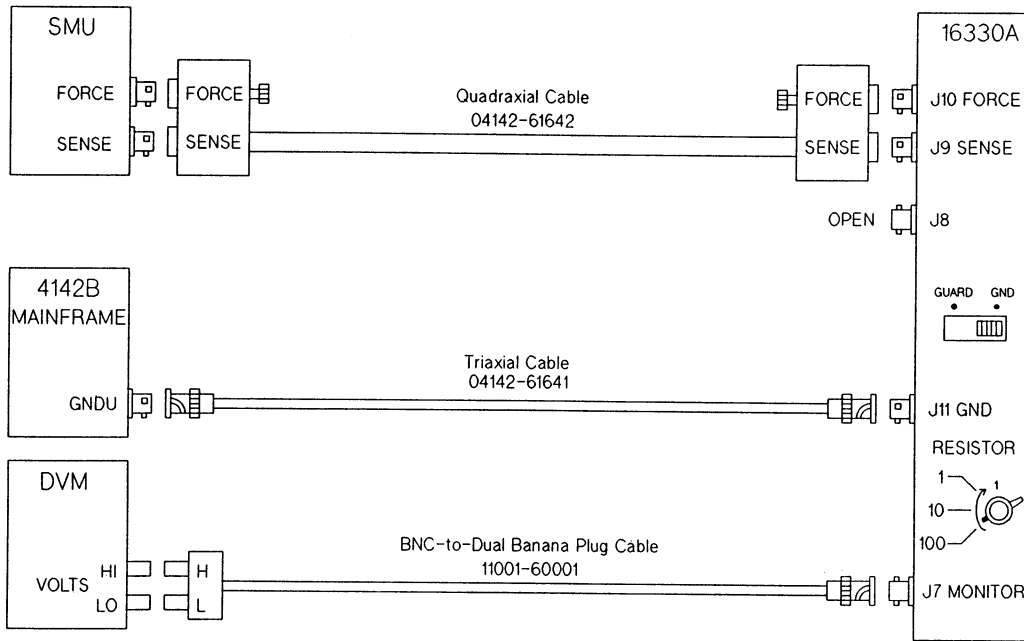 SMU
FORCE
SENSE
FORCE
SENSE
Quadraxial Cable
04142-61642
FORCE
SENSE
16330A
J10 FORCE
J9 SENSE
OPEN
J8
GUARD GND
4142B
MAINFRAME
GNDU
Triaxial Cable
04142-61641
J11 GND
RESISTOR
1
1
10
100
DVM
VOLTS
HI
LO
H
L
BNC-to-Dual Banana Plug Cable
11001-60001
J7 MONITOR